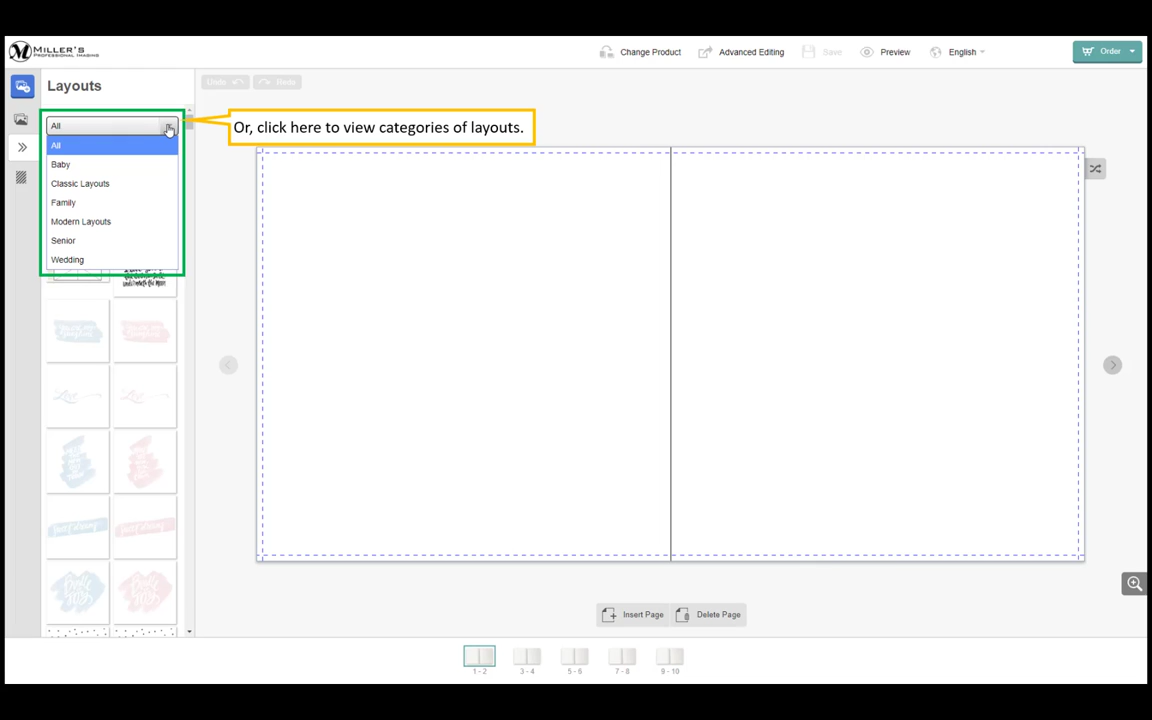 MILLER'S
PROFESSIONAL IMAGING
Change Product
Advanced Editing
Save
Preview
English
Order
Layouts
Undo
Redo
All
Or, click here to view categories of layouts.
All
Baby
Classic Layouts
Family
Modern Layouts
Senior
Wedding
Love
Love
Insert Page
Delete Page
1 - 2
3 - 4
5 - 6
7 - 8
9 - 10